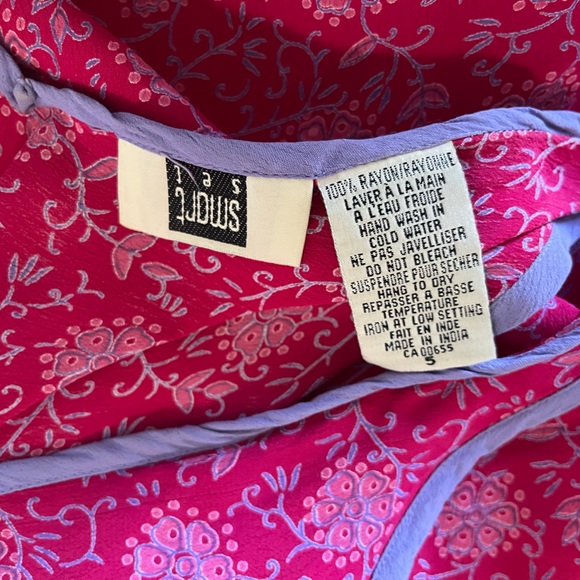 smart
set
100% RAYON/RAYONNE
LAVER À LA MAIN
A L'EAU FROIDE
HAND WASH IN
COLD WATER
NE PAS JAVELLISER
DO NOT BLEACH
SUSPENDRE POUR SECHER
HANG TO DRY
REPASSER A BASSE
TEMPERATURE
IRON AT LOW SETTING
FAIT EN INDE
MADE IN INDIA
CA 00655
S